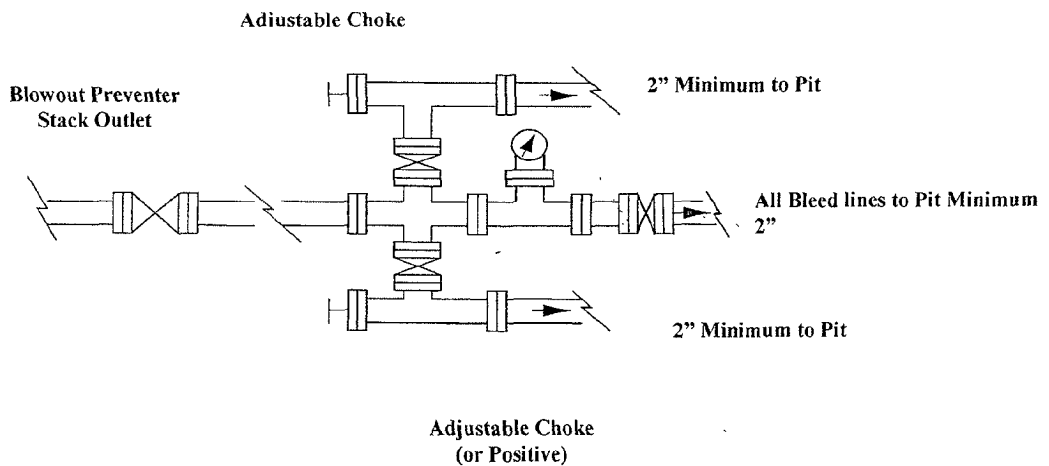 Adiustable Choke
2” Minimum to Pit
Blowout Preventer
Stack Outlet
All Bleed lines to Pit Minimum
2”
2” Minimum to Pit
Adjustable Choke
(or Positive)